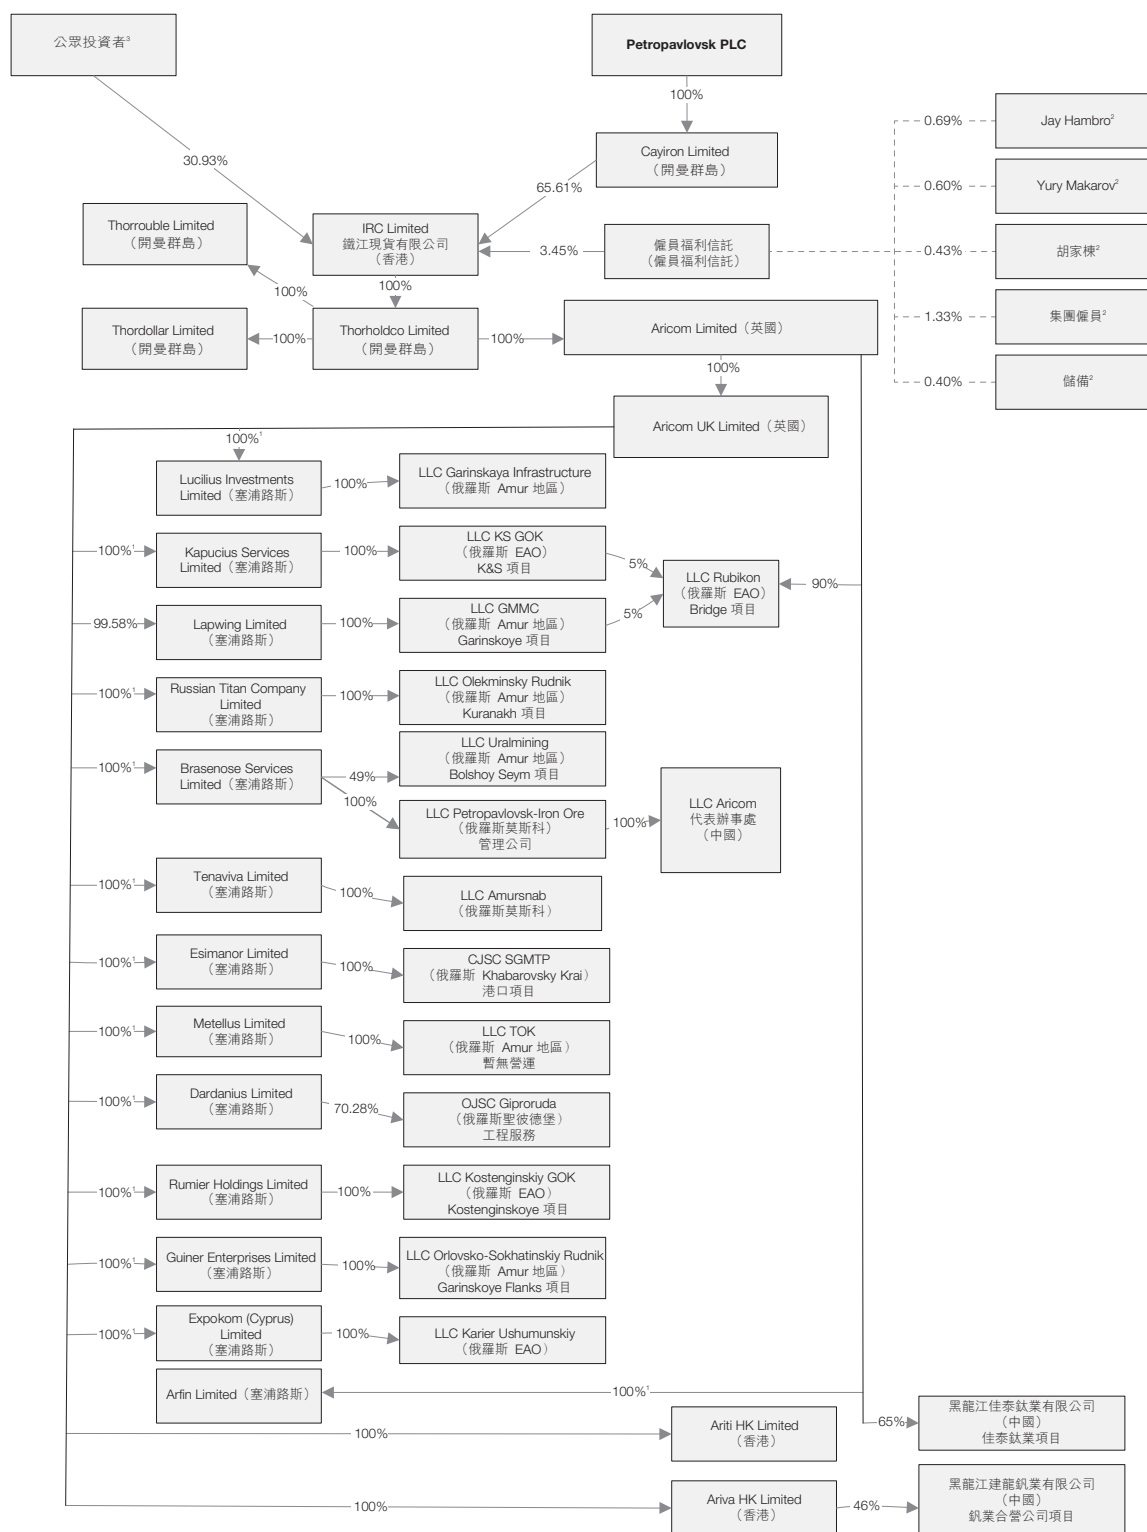 公眾投資者³
Petropavlovsk PLC
100%
Jay Hambro²
0.69%
Cayiron Limited
（開曼群島）
30.93%
65.61%
Yury Makarov²
0.60%
Thorrouble Limited
（開曼群島）
IRC Limited
鐵江現貨有限公司
（香港）
3.45%
僱員福利信託
（僱員福利信託）
0.43%
胡家棟²
100%
100%
Thordollar Limited
（開曼群島）
100%
Thorholdco Limited
（開曼群島）
100%
Aricom Limited（英國）
1.33%
集團僱員²
100%
0.40%
儲備²
Aricom UK Limited（英國）
100%¹
Lucilius Investments
Limited（塞浦路斯）
100%
LLC Garinskaya Infrastructure
（俄羅斯 Amur 地區）
100%¹
Kapucius Services
Limited（塞浦路斯）
100%
LLC KS GOK
（俄羅斯 EAO）
K&S 項目
5%
LLC Rubikon
（俄羅斯 EAO）
Bridge 項目
90%
99.58%
Lapwing Limited
（塞浦路斯）
100%
LLC GMMC
（俄羅斯 Amur 地區）
Garinskoye 項目
5%
100%¹
Russian Titan Company
Limited
（塞浦路斯）
100%
LLC Olekminsky Rudnik
（俄羅斯 Amur 地區）
Kuranakh 項目
100%¹
Brasenose Services
Limited（塞浦路斯）
49%
LLC Uralmining
（俄羅斯 Amur 地區）
Bolshoy Seym 項目
100%
LLC Petropavlovsk-Iron Ore
（俄羅斯莫斯科）
管理公司
100%
LLC Aricom
代表辦事處
（中國）
100%¹
Tenaviva Limited
（塞浦路斯）
100%
LLC Amursnab
（俄羅斯莫斯科）
100%¹
Esimanor Limited
（塞浦路斯）
100%
CJSC SGMTP
（俄羅斯 Khabarovsky Krai）
港口項目
100%¹
Metellus Limited
（塞浦路斯）
100%
LLC TOK
（俄羅斯 Amur 地區）
暫無營運
100%¹
Dardanius Limited
（塞浦路斯）
70.28%
OJSC Giproruda
（俄羅斯聖彼德堡）
工程服務
100%¹
Rumier Holdings Limited
（塞浦路斯）
100%
LLC Kostenginskiy GOK
（俄羅斯 EAO）
Kostenginskoye 項目
100%¹
Guiner Enterprises Limited
（塞浦路斯）
100%
LLC Orlovsko-Sokhatinskiy Rudnik
（俄羅斯 Amur 地區）
Garinskoye Flanks 項目
100%¹
Expokom (Cyprus)
Limited
（塞浦路斯）
100%
LLC Karier Ushumunskiy
（俄羅斯 EAO）
Arfin Limited（塞浦路斯）
100%¹
100%
Ariti HK Limited
（香港）
65%
黑龍江佳泰鈦業有限公司
（中國）
佳泰鈦業項目
100%
Ariva HK Limited
（香港）
46%
黑龍江建龍釩業有限公司
（中國）
釩業合營公司項目